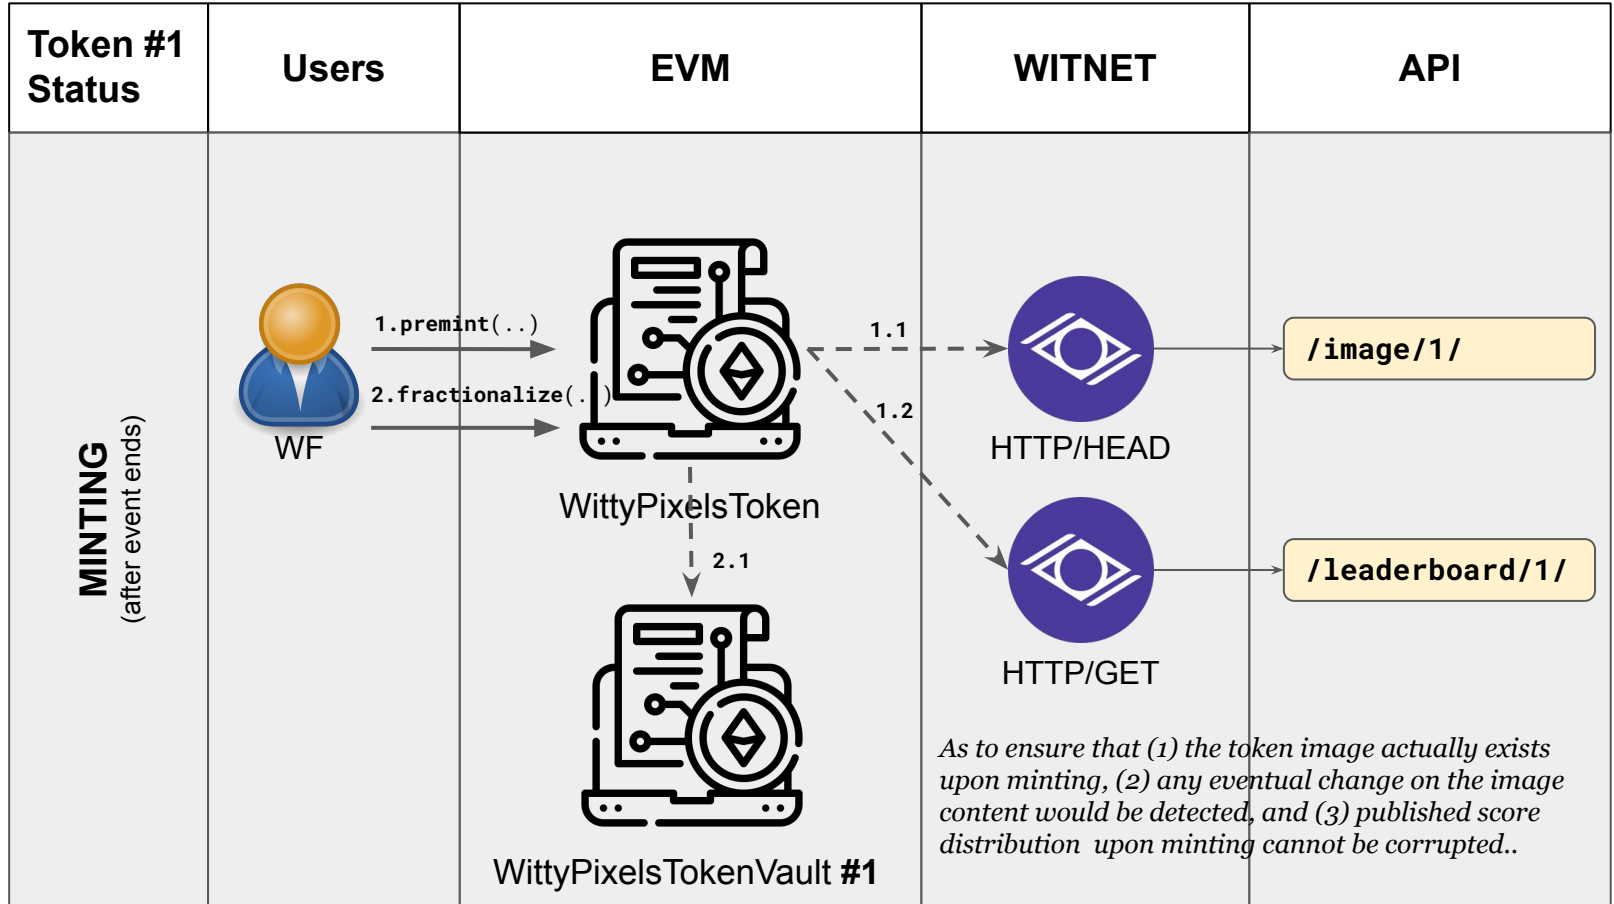 Token #1
Status
Users
EVM
WITNET
API
MINTING
(after event ends)
1.premint(..)
2.fractionalize(..)
WF
WittyPixelsToken
2.1
WittyPixelsTokenVault #1
1.1
1.2
HTTP/HEAD
HTTP/GET
/image/1/
/leaderboard/1/
As to ensure that (1) the token image actually exists
upon minting, (2) any eventual change on the image
content would be detected, and (3) published score
distribution  upon minting cannot be corrupted..